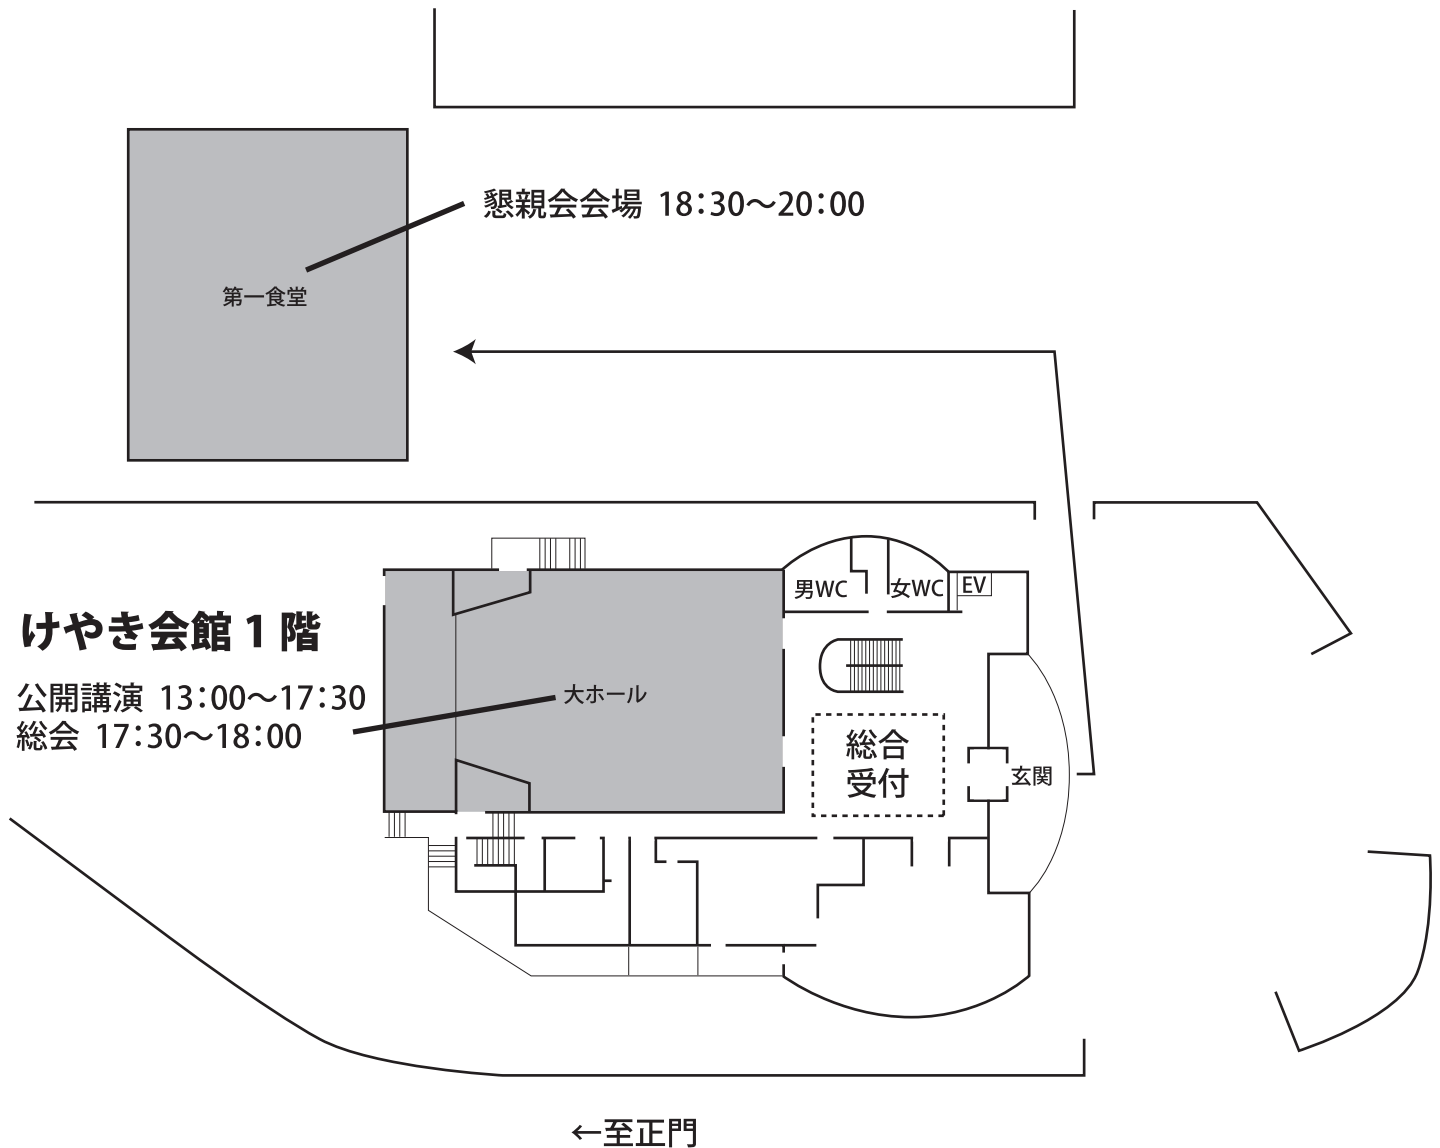 懇親会会場 18：30～20：00
第一食堂
男WC
女WC
EV
けやき会館 1 階
公開講演 13：00～17：30
総会 17：30～18：00
大ホール
総合
受付
玄関
←至正門